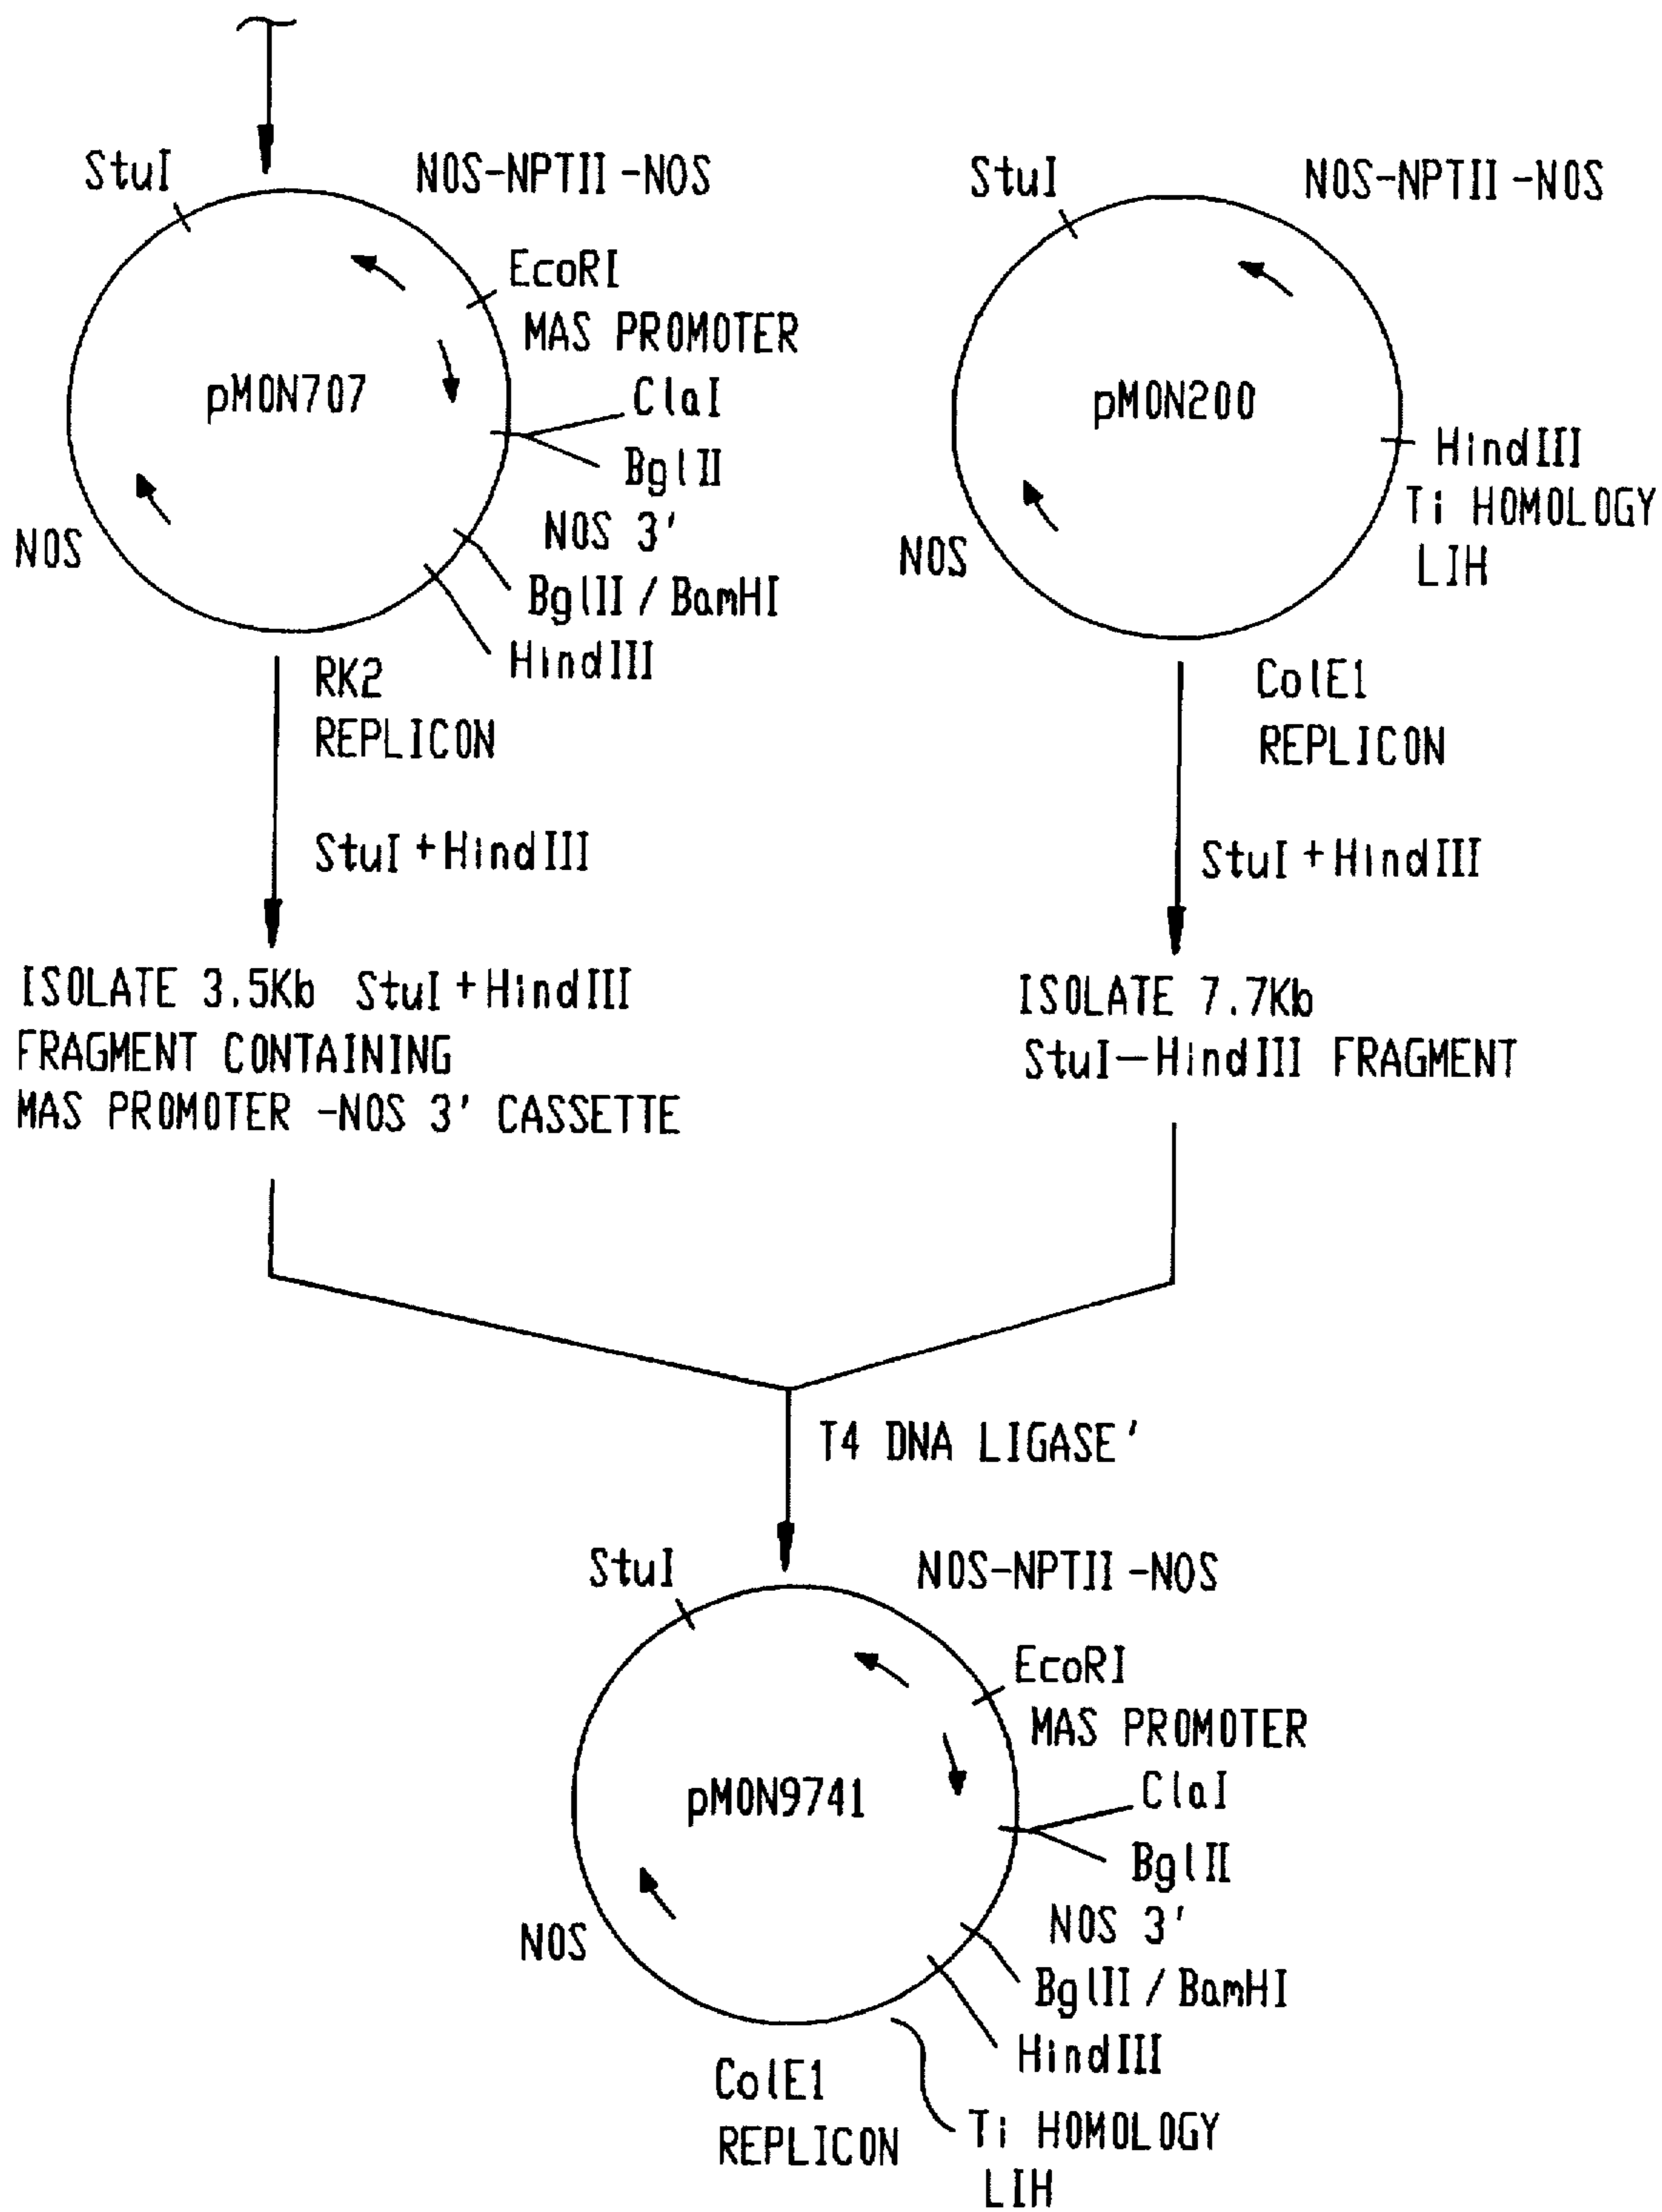 StuI
NOS-NPTII-NOS
EcoRI
MAS PROMOTER
ClaI
pMON707
BglII
NOS 3'
NOS
BglII / BamHI
HindIII
RK2
REPLICON
StuI+HindIII
ISOLATE 3.5Kb StuI+HindIII
FRAGMENT CONTAINING
MAS PROMOTER-NOS 3' CASSETTE
StuI
NOS-NPTII-NOS
pMON200
HindIII
Ti HOMOLOGY
LIH
NOS
ColE1
REPLICON
StuI+HindIII
ISOLATE 7.7Kb
StuI-HindIII FRAGMENT
T4 DNA LIGASE'
StuI
NOS-NPTII-NOS
EcoRI
MAS PROMOTER
ClaI
pMON9741
BglII
NOS 3'
NOS
BglII / BamHI
HindIII
ColE1
REPLICON
Ti HOMOLOGY
LIH